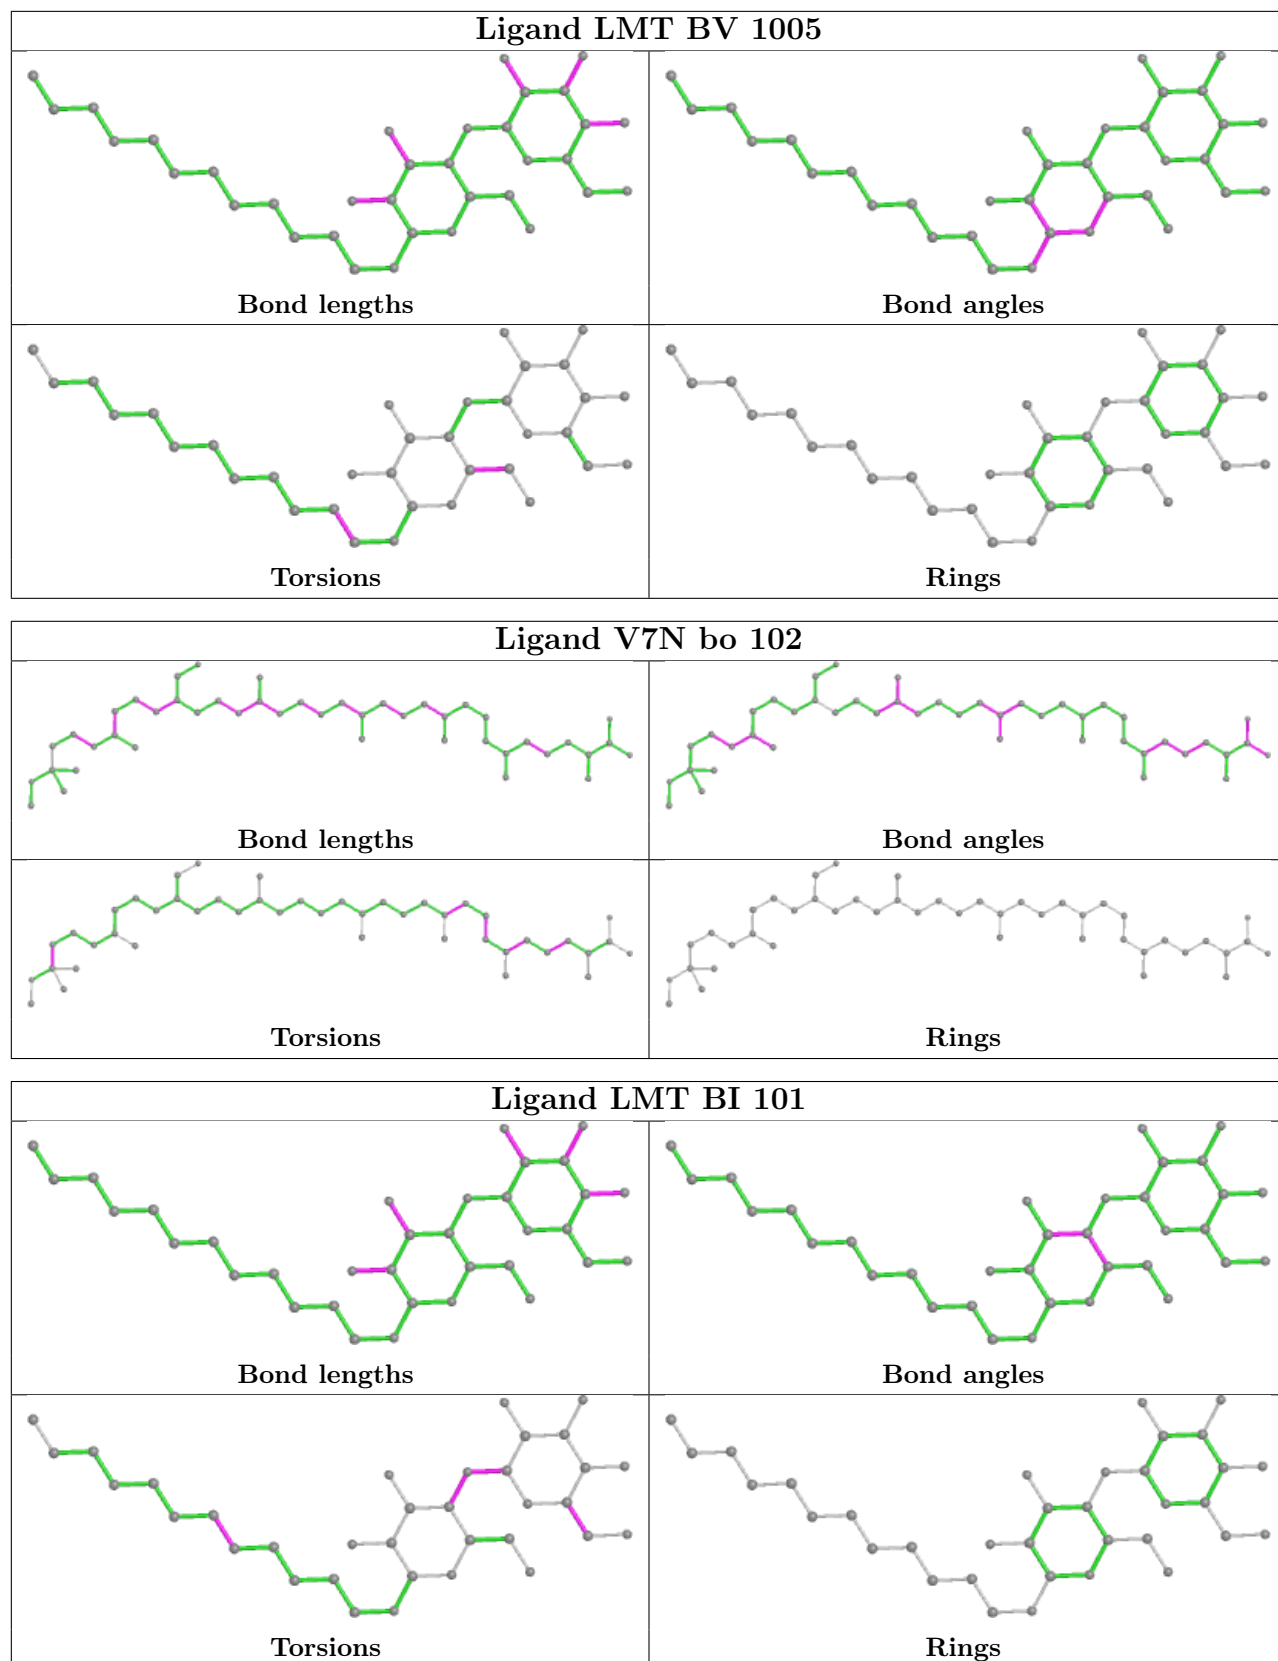 Ligand LMT BV 1005
Bond lengths
Bond angles
Torsions
Rings
Ligand V7N bo 102
Bond lengths
Bond angles
Torsions
Rings
Ligand LMT BI 101
Bond lengths
Bond angles
Torsions
Rings